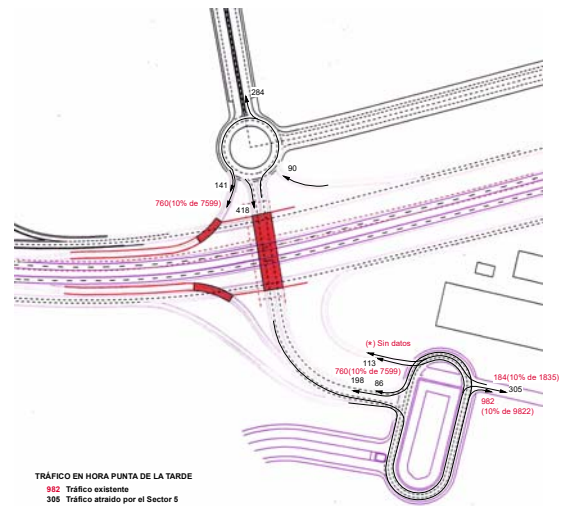 284
90
141
760(10% de 7599)
418
(*) Sin datos
113
760(10% de 7599)
198
86
184(10% de 1835)
305
982
(10% de 9822)
TRÁFICO EN HORA PUNTA DE LA TARDE
982 Tráfico existente
305 Tráfico atraido por el Sector 5